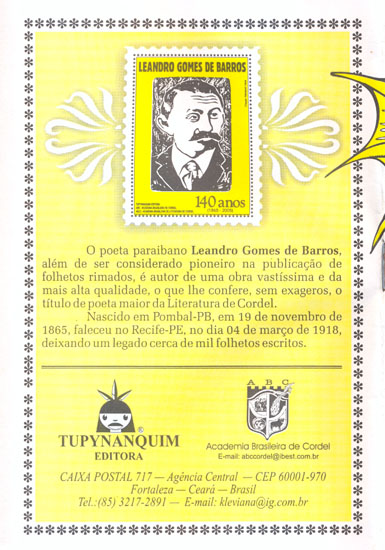 LEANDRO GOMES DE BARROS
140 anos
O poeta paraibano Leandro Gomes de Barros,
além de ser considerado pioneiro na publicação de
folhetos rimados, é autor de uma obra vastíssima e da
mais alta qualidade, o que lhe confere, sem exageros, o
título de poeta maior da Literatura de Cordel.
Nascido em Pombal-PB, em 19 de novembro de
1865, faleceu no Recife-PE, no dia 04 de março de 1918,
deixando um legado cerca de mil folhetos escritos.
®
TUPYNANQUIM
EDITORA
A B C
Academia Brasileira de Cordel
E-mail: abccordel@ibest.com.br
CAIXA POSTAL 717 — Agência Central — CEP 60001-970
Fortaleza — Ceará — Brasil
Tel.:(85) 3217-2891 — E-mail: kleviana@ig.com.br